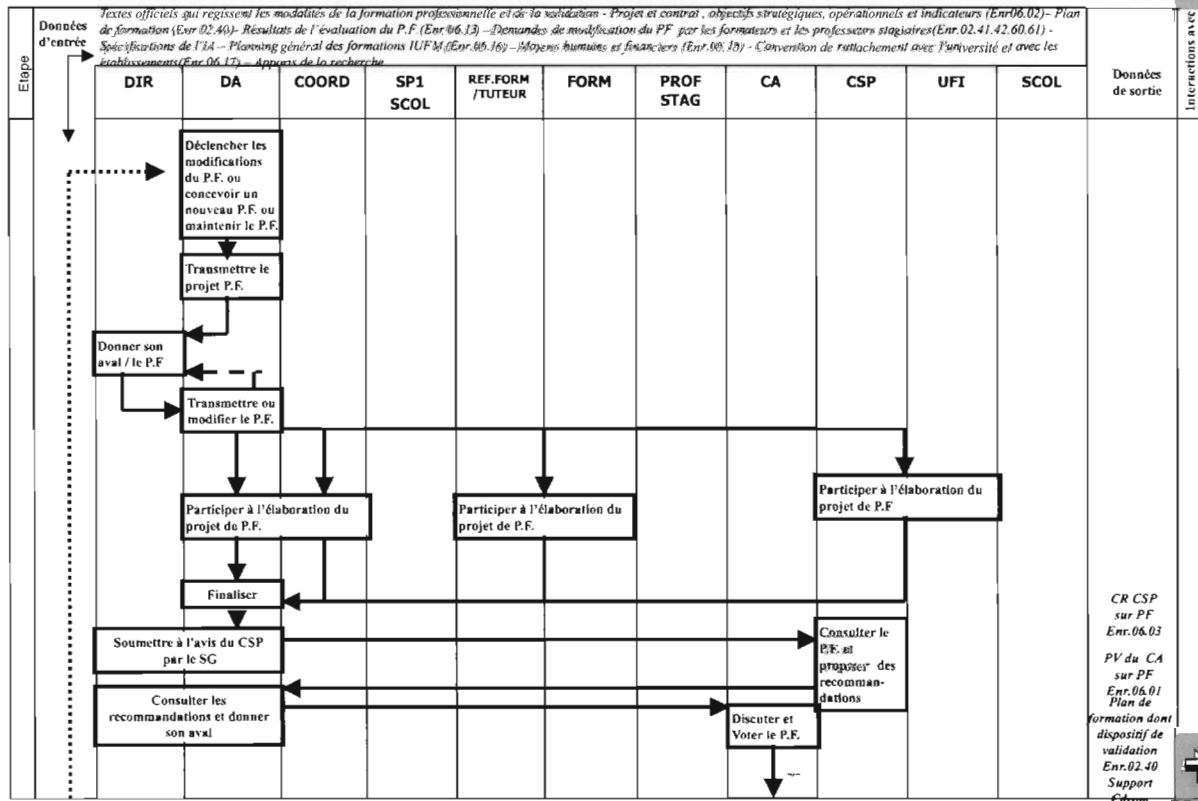 Textes officiels qui regissent les modalités de la formation professionnelle et de la validation - Projet et contrat , objectifs stratégiques, opérationnels et indicateurs (Enr06.02)- Plan
Données
d'entrée
de formation (Enr 02.40)- Résultats de l'évaluation du P.F.(Enr.06.13) –Demandes de modification du PF par les formateurs et les professeurs stagiaires(Enr.02.41.42.60.61) -
Spécifications de l'IA – Planning général des formations IUFM (Enr.06.16) –Moyens humains et financiers (Enr.06.18) - Convention de rattachement avec l'université et avec les
établissements(Enr.06.17) – Appuis de la recherche
Etape
DIR
DA
COORD
SP1
SCOL
REF.FORM
/TUTEUR
FORM
PROF
STAG
CA
CSP
UFI
SCOL
Données
de sortie
Interactions avec
Déclencher les
modifications
du P.F. ou
concevoir un
nouveau P.F. ou
maintenir le P.F.
Transmettre le
projet P.F.
Donner son
aval / le P.F
Transmettre ou
modifier le P.F.
Participer à l'élaboration du
projet de P.F.
Participer à l'élaboration du
projet de P.F.
Participer à l'élaboration du
projet de P.F
Finaliser
Soumettre à l'avis du CSP
par le SG
Consulter le
P.F. et
proposer des
recomman-
dations
Consulter les
recommandations et donner
son aval
Discuter et
Voter le P.F.
CR CSP
sur PF
Enr.06.03
PV du CA
sur PF
Enr.06.01
Plan de
formation dont
dispositif de
validation
Enr.02.40
Support